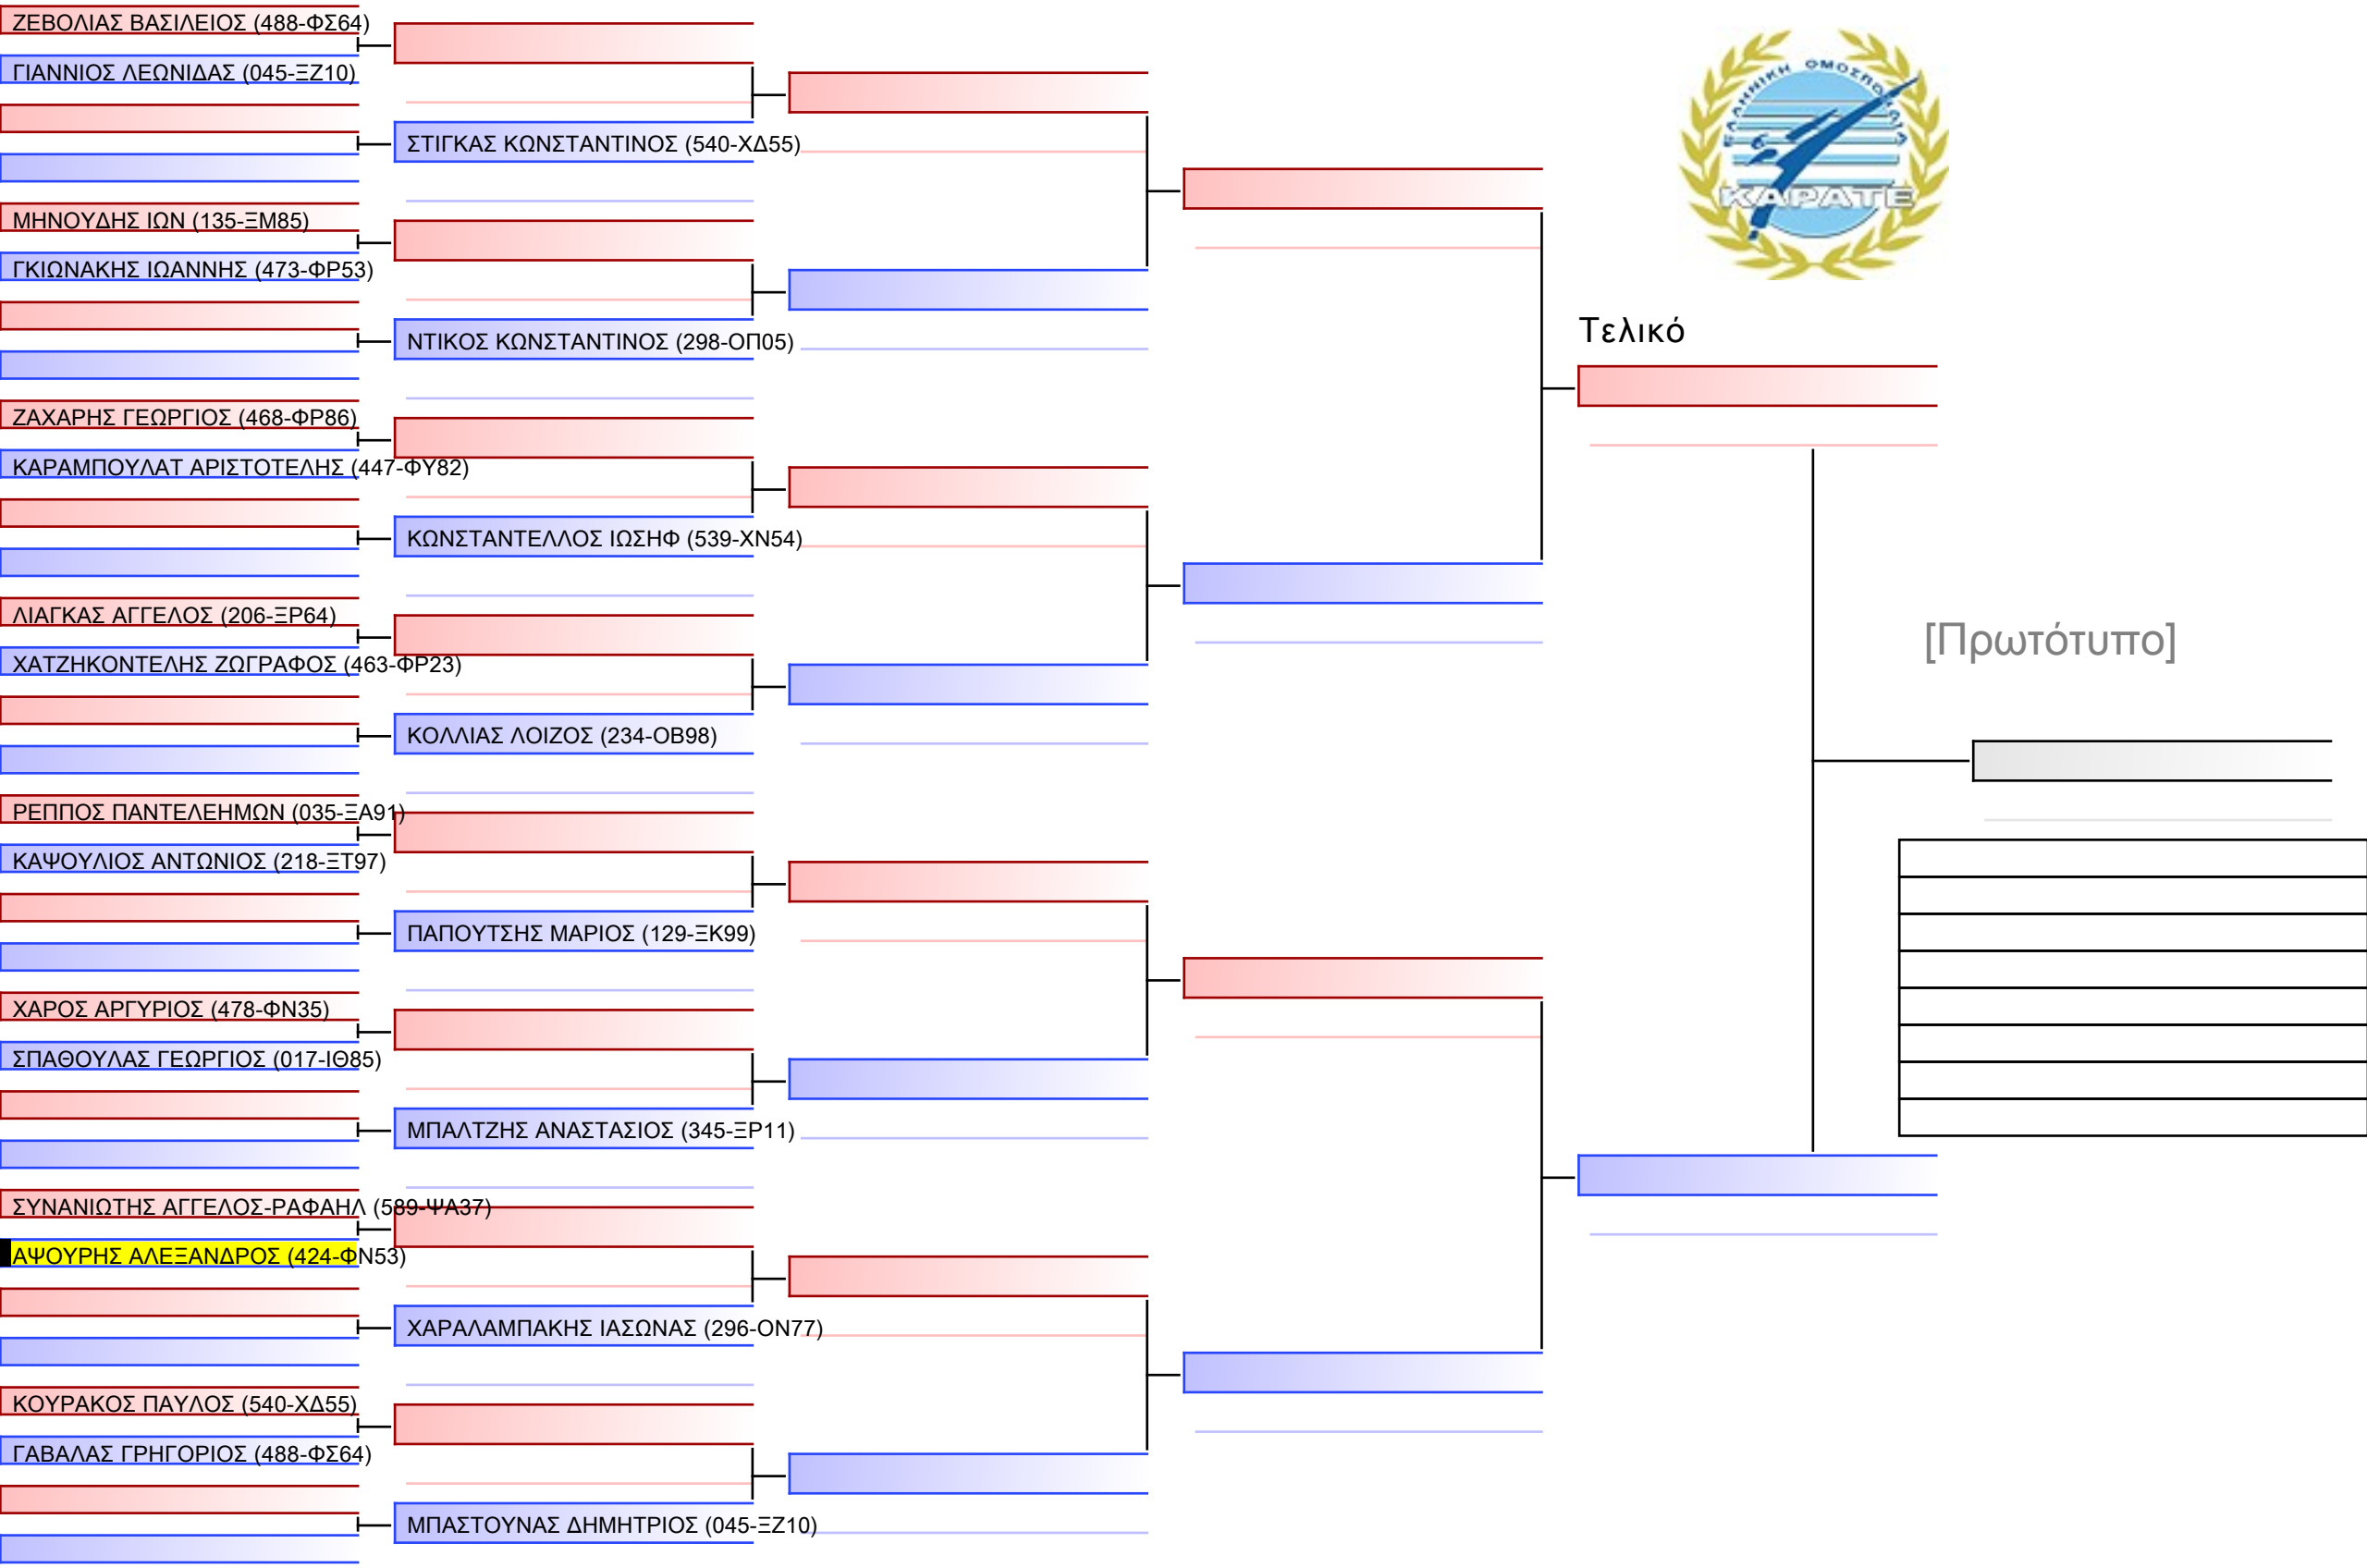 ΖΕΒΟΛΙΑΣ ΒΑΣΙΛΕΙΟΣ (488-ΦΣ64)
ΓΙΑΝΝΙΟΣ ΛΕΩΝΙΔΑΣ (045-ΞΖ10)
ΣΤΙΓΚΑΣ ΚΩΝΣΤΑΝΤΙΝΟΣ (540-ΧΔ55)
ΜΗΝΟΥΔΗΣ ΙΩΝ (135-ΞΜ85)
ΓΚΙΩΝΑΚΗΣ ΙΩΑΝΝΗΣ (473-ΦΡ53)
ΝΤΙΚΟΣ ΚΩΝΣΤΑΝΤΙΝΟΣ (298-ΟΠ05)
ΖΑΧΑΡΗΣ ΓΕΩΡΓΙΟΣ (468-ΦΡ86)
ΚΑΡΑΜΠΟΥΛΑΤ ΑΡΙΣΤΟΤΕΛΗΣ (447-ΦΥ82)
ΚΩΝΣΤΑΝΤΕΛΛΟΣ ΙΩΣΗΦ (539-ΧΝ54)
ΛΙΑΓΚΑΣ ΑΓΓΕΛΟΣ (206-ΞΡ64)
ΧΑΤΖΗΚΟΝΤΕΛΗΣ ΖΩΓΡΑΦΟΣ (463-ΦΡ23)
ΚΟΛΛΙΑΣ ΛΟΙΖΟΣ (234-ΟΒ98)
ΡΕΠΠΟΣ ΠΑΝΤΕΛΕΗΜΩΝ (035-ΞΑ91)
ΚΑΨΟΥΛΙΟΣ ΑΝΤΩΝΙΟΣ (218-ΞΤ97)
ΠΑΠΟΥΤΣΗΣ ΜΑΡΙΟΣ (129-ΞΚ99)
ΧΑΡΟΣ ΑΡΓΥΡΙΟΣ (478-ΦΝ35)
ΣΠΑΘΟΥΛΑΣ ΓΕΩΡΓΙΟΣ (017-ΙΘ85)
ΜΠΑΛΤΖΗΣ ΑΝΑΣΤΑΣΙΟΣ (345-ΞΡ11)
ΣΥΝΑΝΙΩΤΗΣ ΑΓΓΕΛΟΣ-ΡΑΦΑΗΛ (589-ΨΑ37)
ΑΨΟΥΡΗΣ ΑΛΕΞΑΝΔΡΟΣ (424-ΦΝ53)
ΧΑΡΑΛΑΜΠΑΚΗΣ ΙΑΣΩΝΑΣ (296-ΟΝ77)
ΚΟΥΡΑΚΟΣ ΠΑΥΛΟΣ (540-ΧΔ55)
ΓΑΒΑΛΑΣ ΓΡΗΓΟΡΙΟΣ (488-ΦΣ64)
ΜΠΑΣΤΟΥΝΑΣ ΔΗΜΗΤΡΙΟΣ (045-ΞΖ10)
ΕΛΛΗΝΙΚΗ ΟΜΟΣΠΟΝΔΙΑ
ΚΑΡΑΤΕ
Τελικό
[Πρωτότυπο]